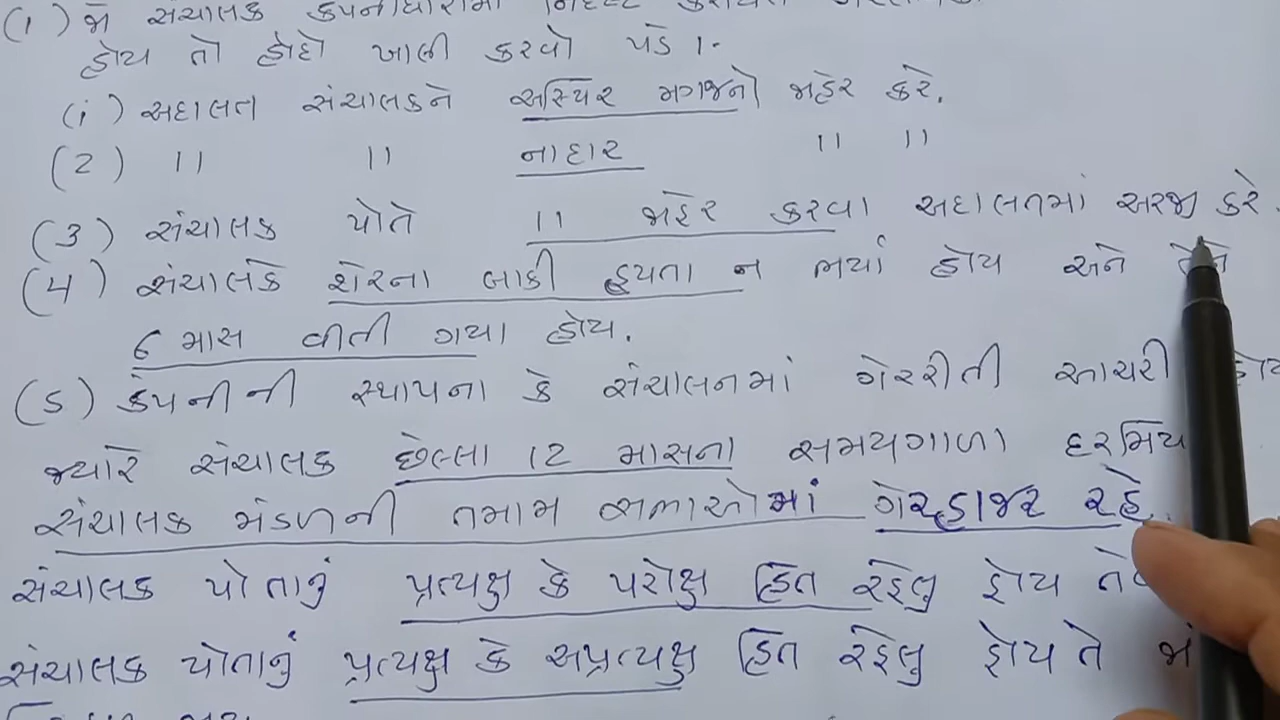 (1) જો સંચાલક
હોય તો હોદ્દો ખાલી કરવો પડે ।-
(i) અદાલત સંચાલકને અસ્થિર મગજનો જાહેર કરે.
(2) ।। ।। નાદાર ।। ।।
(3) સંચાલક પોતે ।। જાહેર કરવા અદાલતમાં અરજી કરે.
(4) સંચાલકે શેરના બાકી હપ્તા ન ભર્યા હોય અને તેને
6 માસ વીતી ગયા હોય.
(5) કંપનીની સ્થાપના કે સંચાલનમાં ગેરરીતી આચરી હોય
જ્યારે સંચાલક છેલ્લા 12 માસના સમયગાળા
સંચાલક મંડળની તમામ સભાઓમાં ગેરહાજર રહે.
સંચાલક પોતાનું પ્રત્યક્ષ કે પરોક્ષ હિત રહેલુ હોય
સંચાલક પોતાનું પ્રત્યક્ષ કે અપ્રત્યક્ષ હિત રહેલુ હોય તે